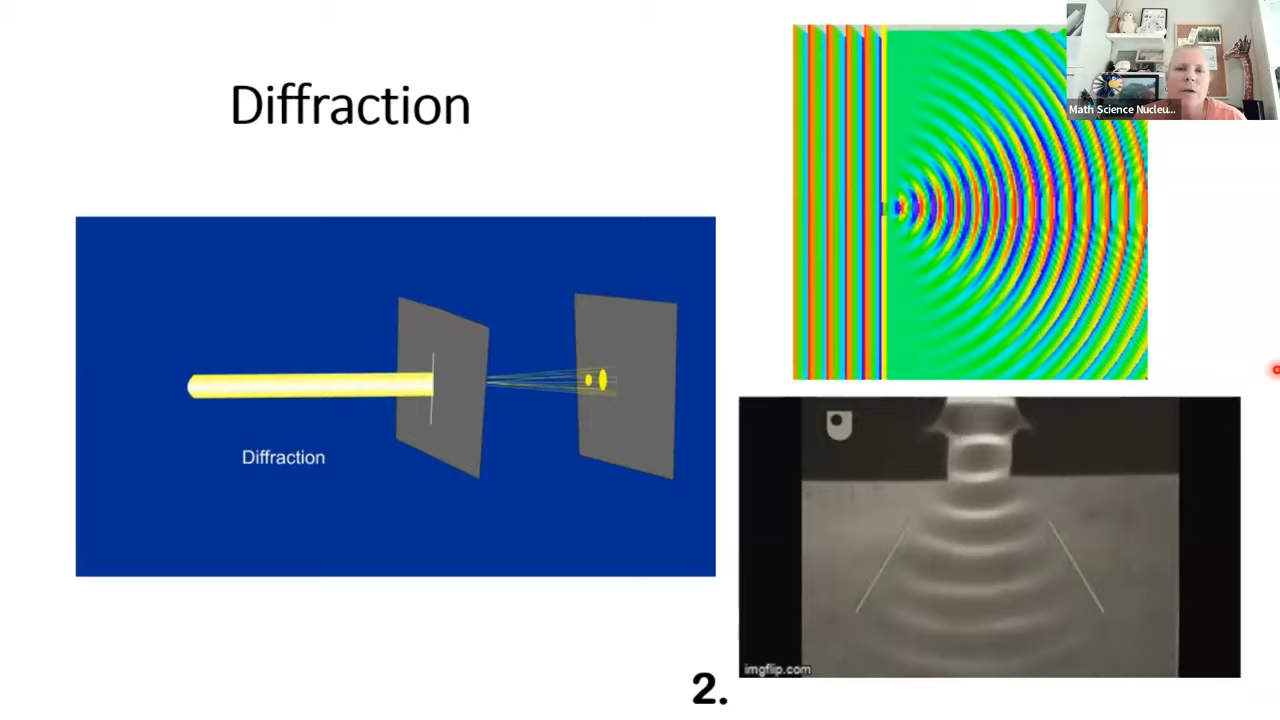 Diffraction
Math Science Nucleu...
Diffraction
imgflip.com
2.